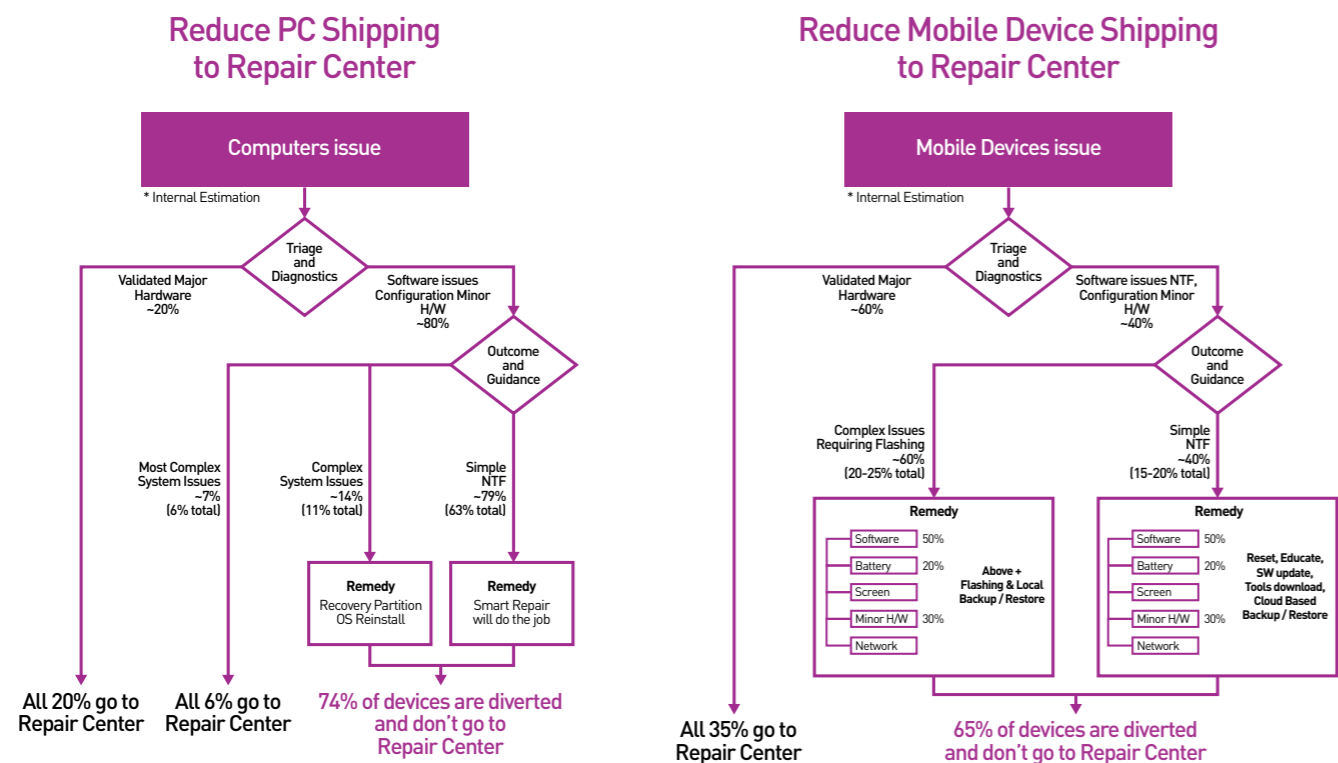 Reduce PC Shipping
to Repair Center
Computers issue
* Internal Estimation
Triage
and
Diagnostics
Validated Major
Hardware
~20%
Software issues
Configuration Minor
H/W
~80%
Outcome
and
Guidance
Most Complex
System Issues
~7%
(6% total)
Complex
System Issues
~14%
(11% total)
Simple
NTF
~79%
(63% total)
Remedy
Recovery Partition
OS Reinstall
Remedy
Smart Repair
will do the job
All 20% go to
Repair Center
All 6% go to
Repair Center
74% of devices are diverted
and don't go to
Repair Center
Reduce Mobile Device Shipping
to Repair Center
Mobile Devices issue
* Internal Estimation
Triage
and
Diagnostics
Validated Major
Hardware
~60%
Software issues NTF,
Configuration Minor
H/W
~40%
Outcome
and
Guidance
Complex Issues
Requiring Flashing
~60%
(20-25% total)
Simple
NTF
~40%
(15-20% total)
Remedy
Software 50%
Battery 20%
Screen
Minor H/W 30%
Network
Above +
Flashing & Local
Backup / Restore
Remedy
Software 50%
Battery 20%
Screen
Minor H/W 30%
Network
Reset, Educate,
SW update,
Tools download,
Cloud Based
Backup / Restore
All 35% go to
Repair Center
65% of devices are diverted
and don't go to Repair Center